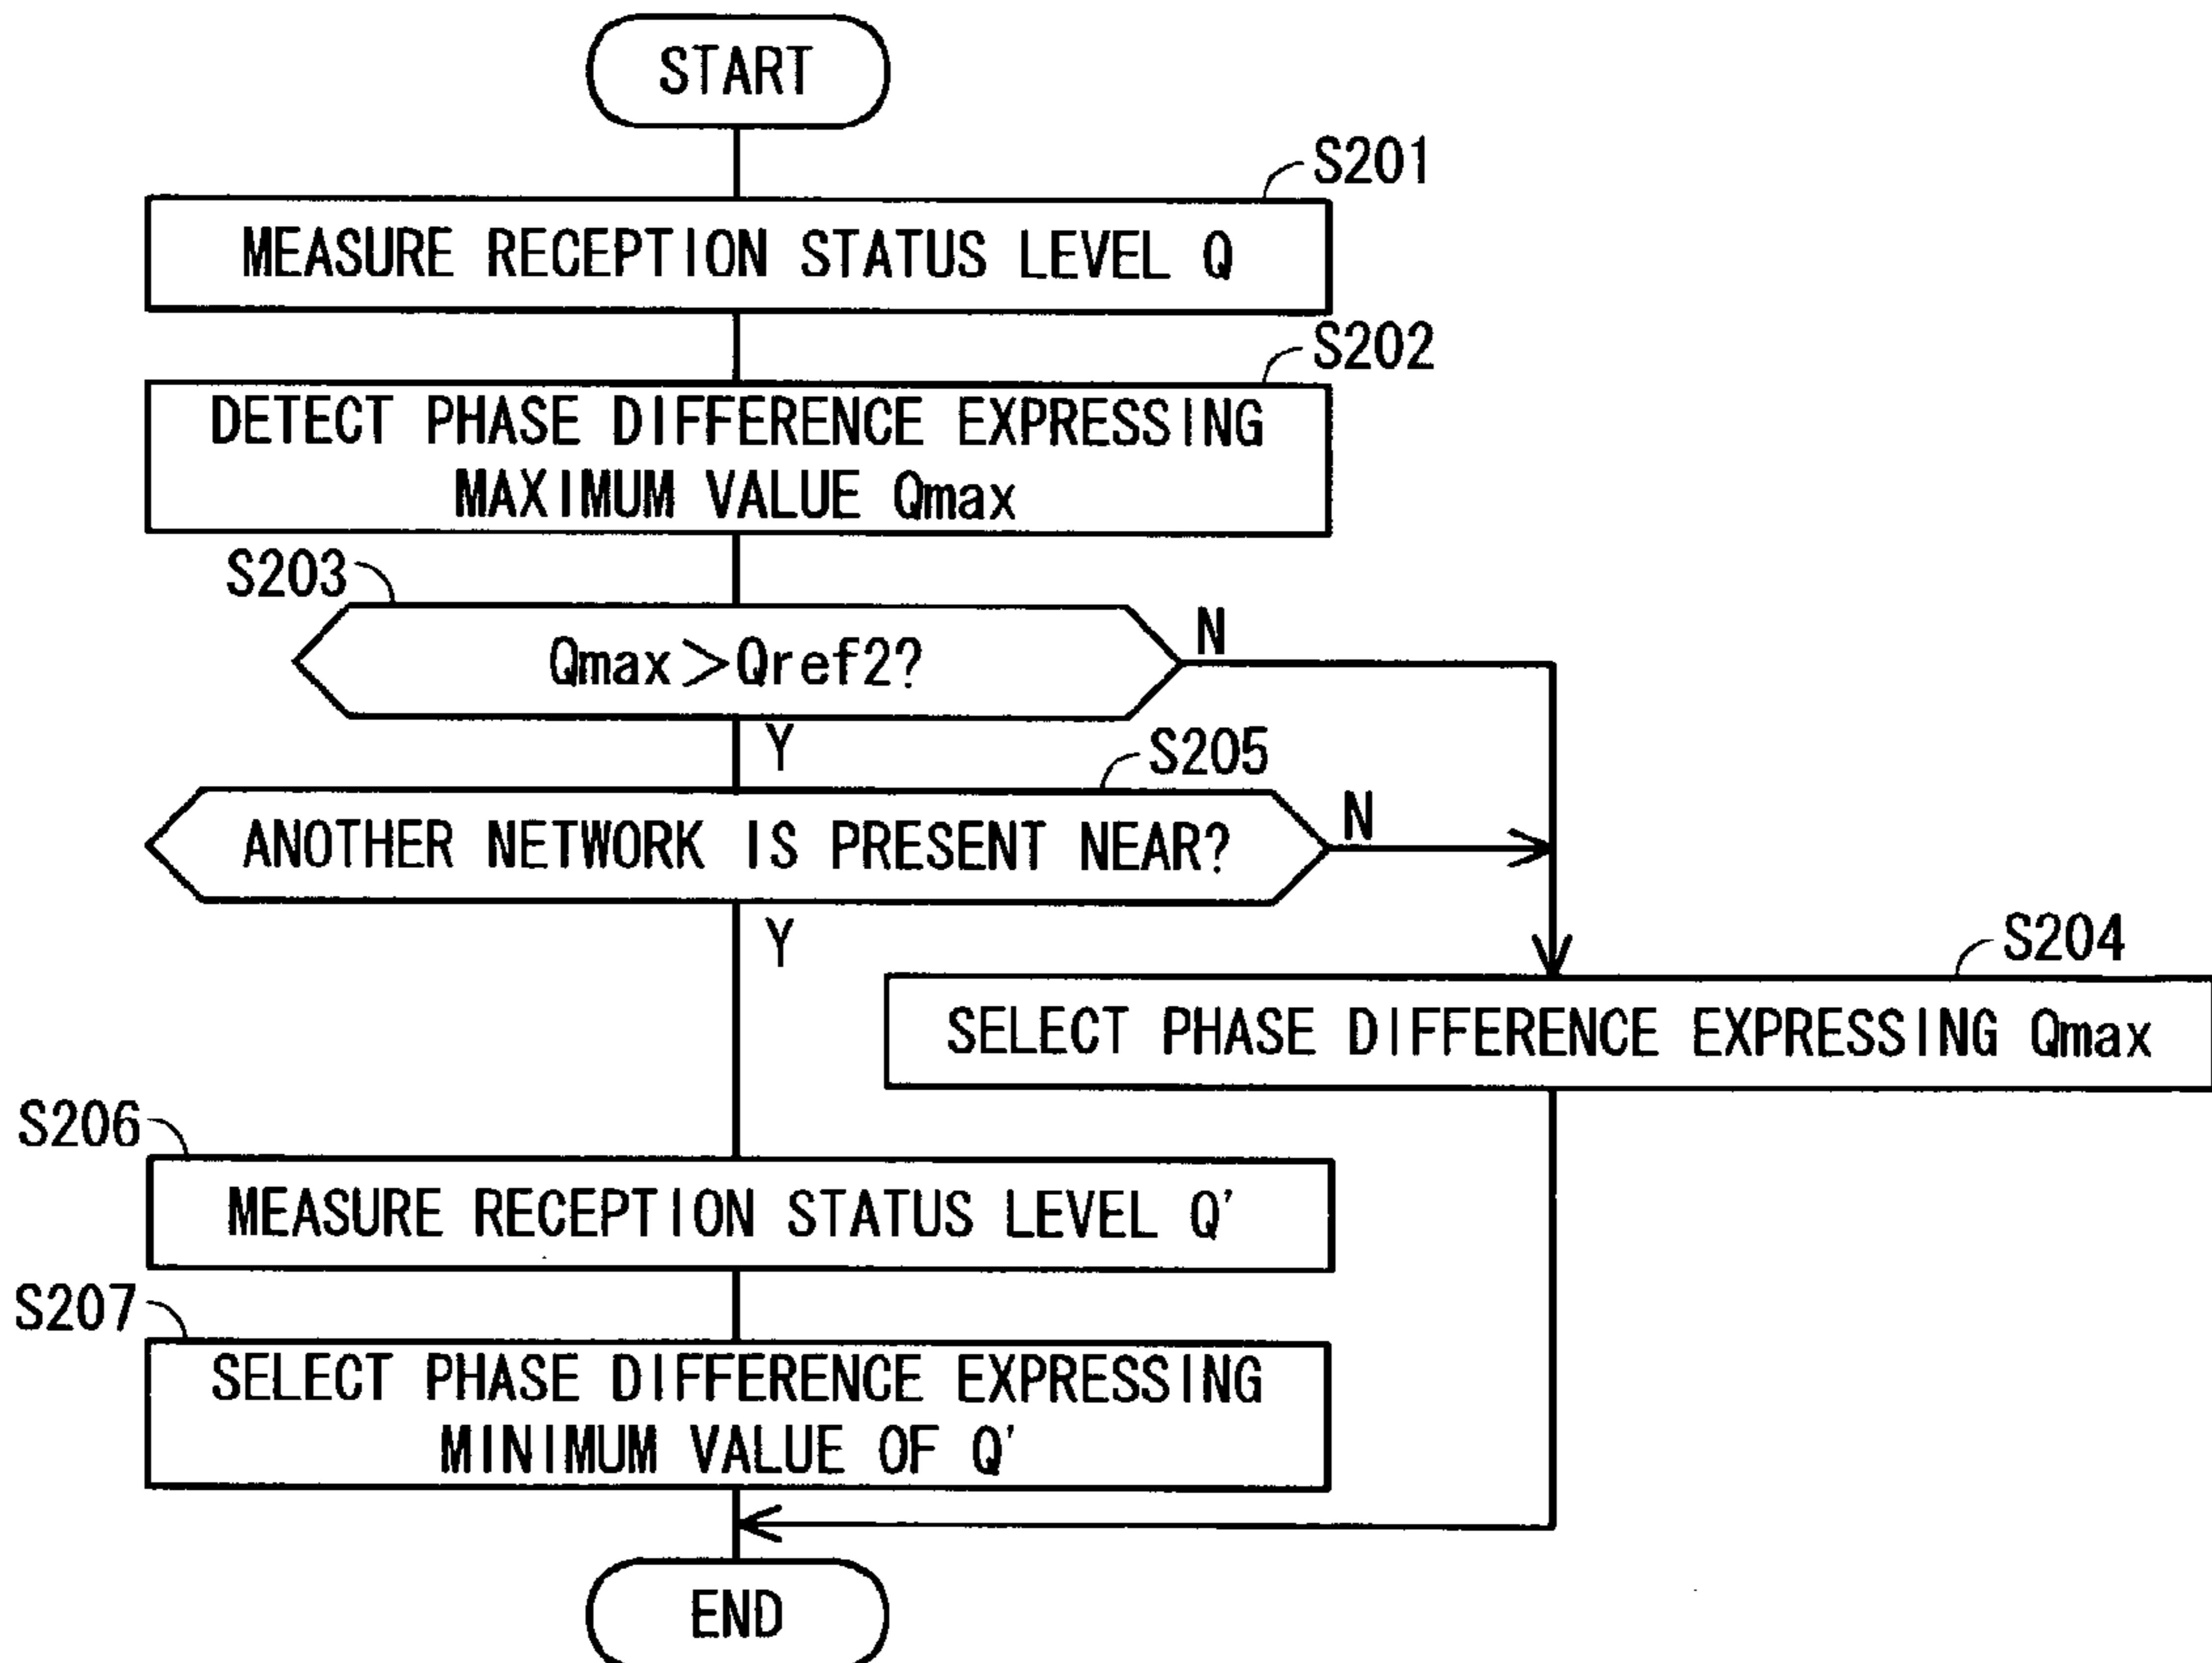 START
S201
MEASURE RECEPTION STATUS LEVEL Q
S202
DETECT PHASE DIFFERENCE EXPRESSING
MAXIMUM VALUE Qmax
S203
Qmax>Qref2?
N
Y
S205
ANOTHER NETWORK IS PRESENT NEAR?
N
Y
S204
SELECT PHASE DIFFERENCE EXPRESSING Qmax
S206
MEASURE RECEPTION STATUS LEVEL Q'
S207
SELECT PHASE DIFFERENCE EXPRESSING
MINIMUM VALUE OF Q'
END